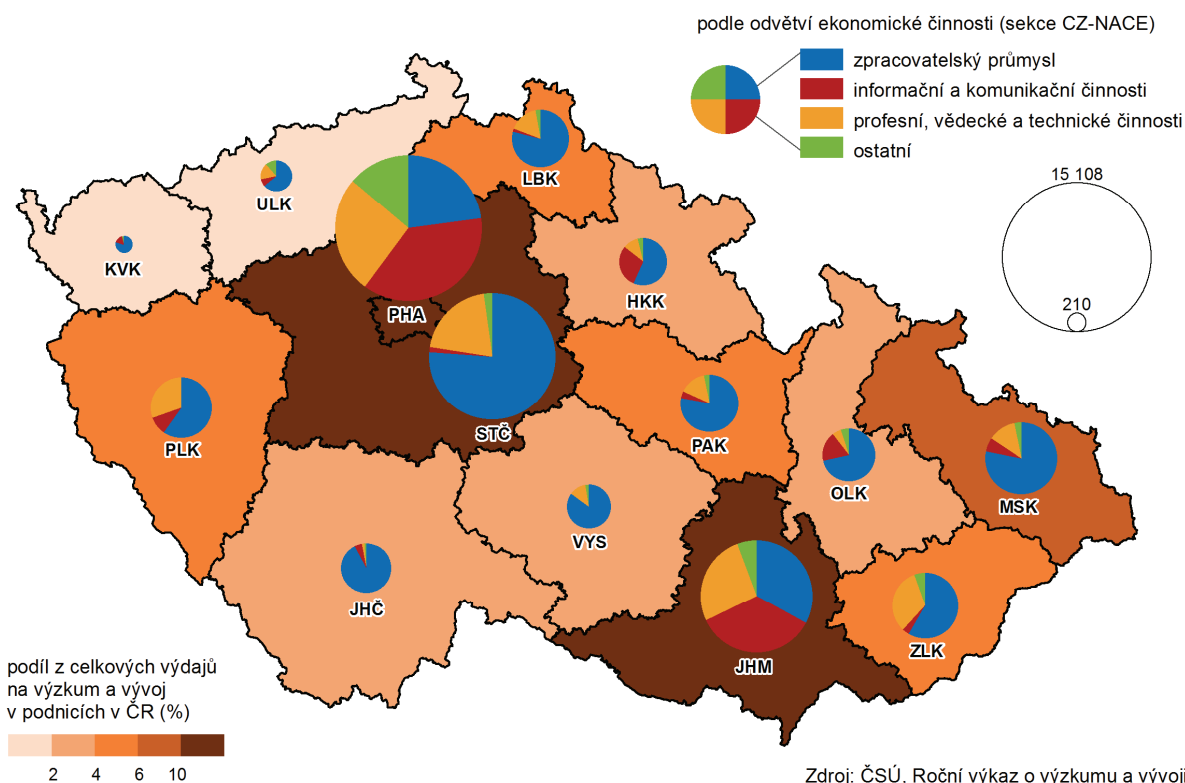 podle odvětví ekonomické činnosti (sekce CZ-NACE)
zpracovatelský průmysl
informační a komunikační činnosti
profesní, vědecké a technické činnosti
ostatní
15 108
210
LBK
ULK
KVK
HKK
PHA
STČ
PLK
PAK
OLK
MSK
VYS
JHČ
ZLK
JHM
podíl z celkových výdajů
na výzkum a vývoj
v podnicích v ČR (%)
2 4 6 10
Zdroj: ČSÚ, Roční výkaz o výzkumu a vývoji